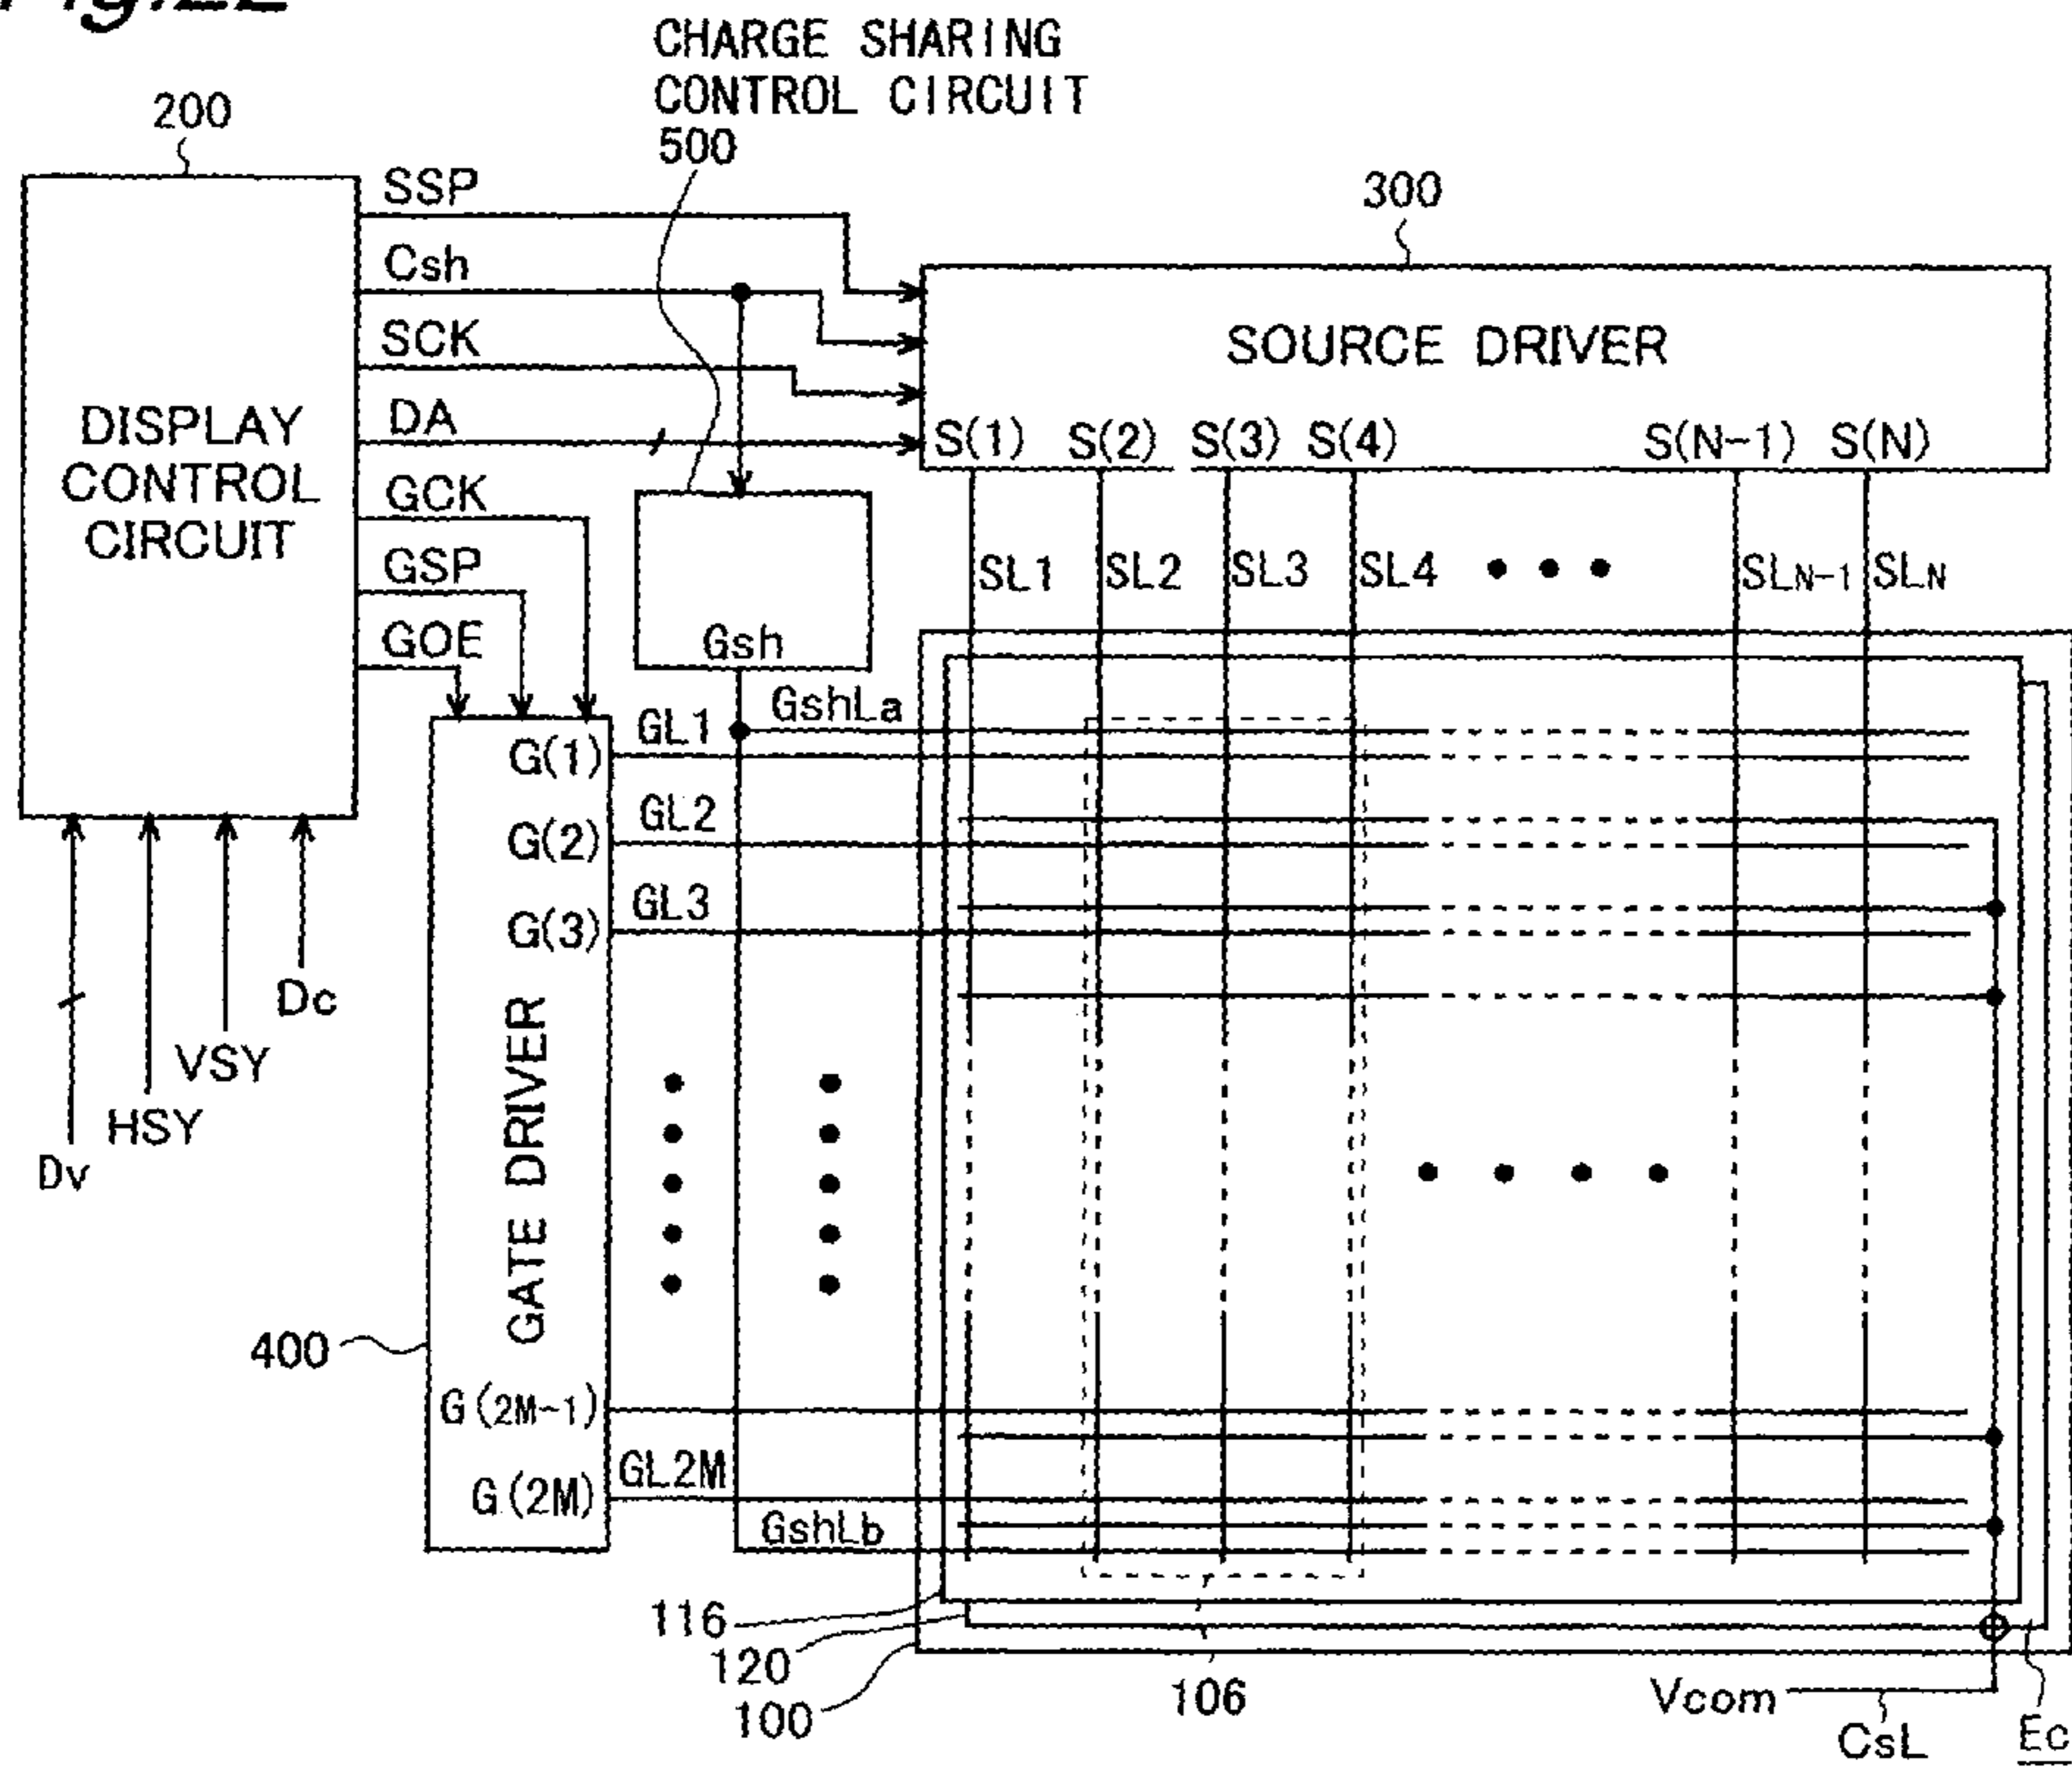 Fig.22
CHARGE SHARING
CONTROL CIRCUIT
500
200
300
SSP
Csh
SCK
DA
GCK
GSP
GOE
DISPLAY
CONTROL
CIRCUIT
SOURCE DRIVER
S(1) S(2) S(3) S(4) S(N-1) S(N)
SL1 SL2 SL3 SL4 SLN-1 SLN
Gsh
GshLa
GL1
G(1)
GL2
G(2)
GL3
G(3)
Dc
VSY
HSY
Dv
GATE DRIVER
400
G(2M-1)
GL2M
G(2M)
GshLb
116
120
100
106
Vcom
CsL
Ec